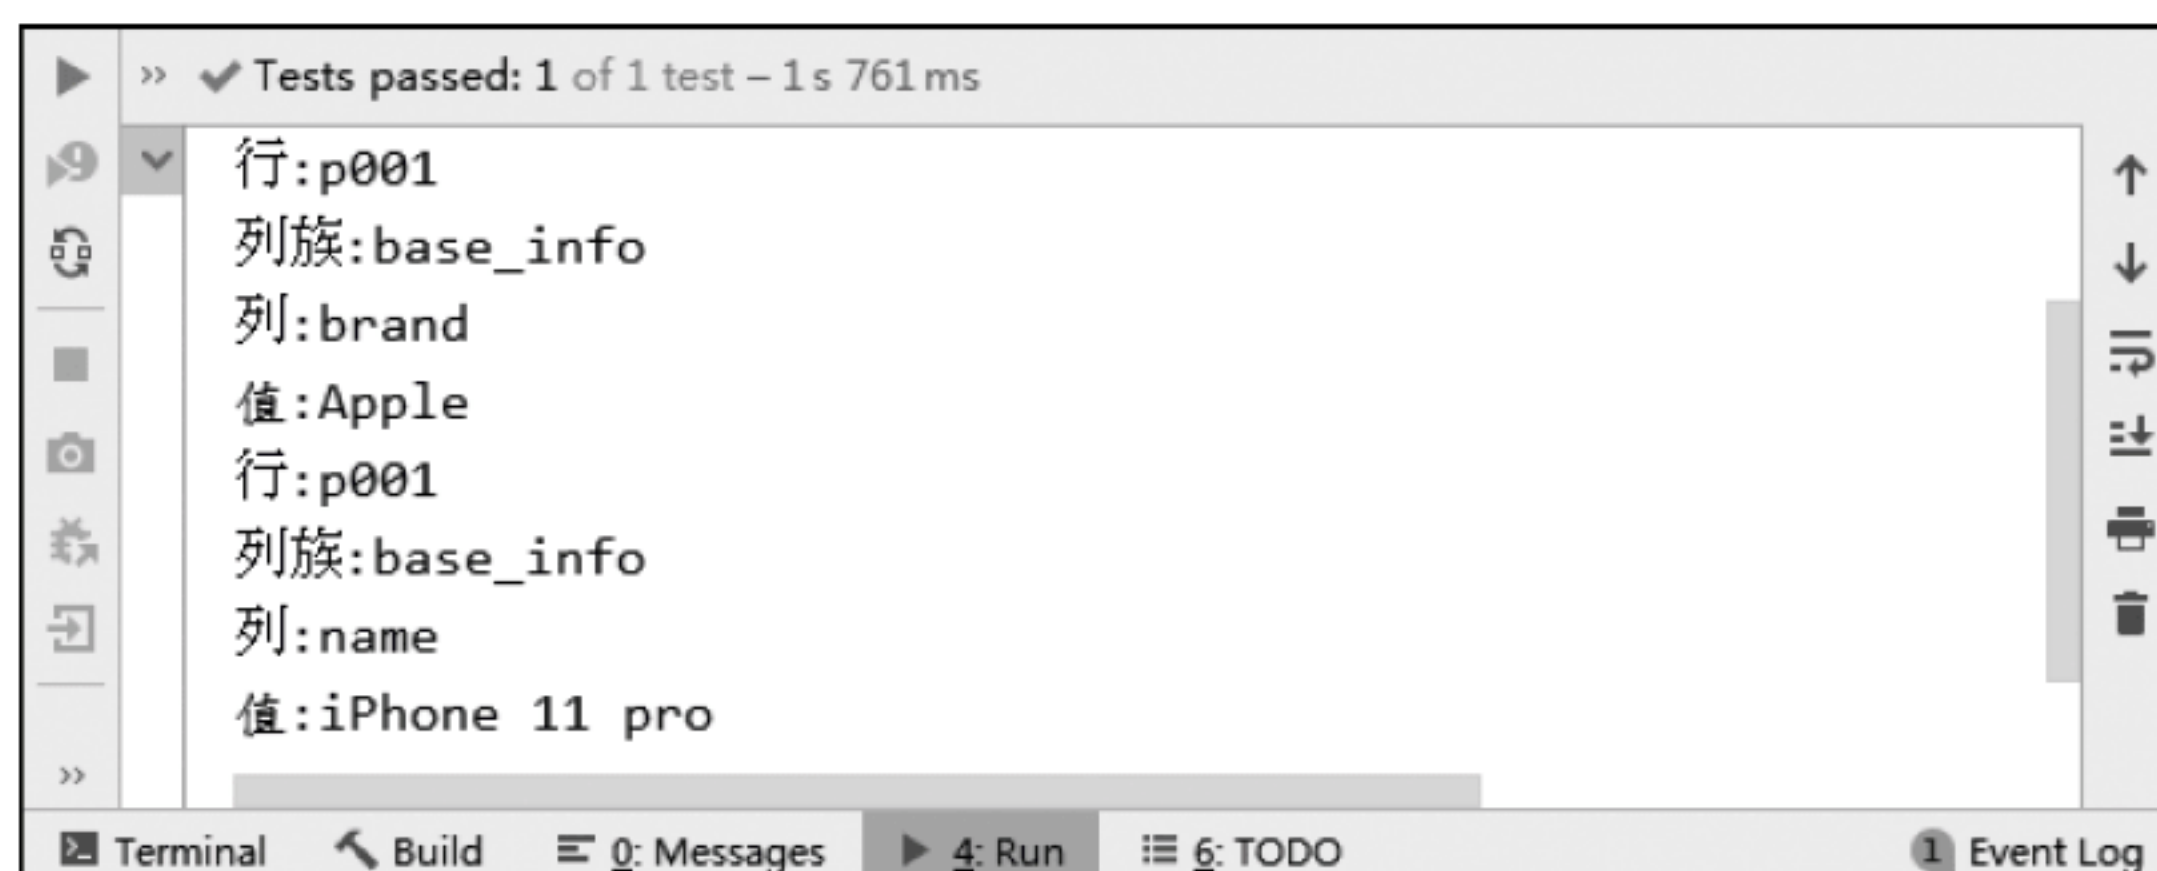 Tests passed: 1 of 1 test – 1 s 761 ms
行:p001
列族:base_info
列:brand
值:Apple
行:p001
列族:base_info
列:name
值:iPhone 11 pro
Terminal Build 0: Messages 4: Run 6: TODO 1 Event Log